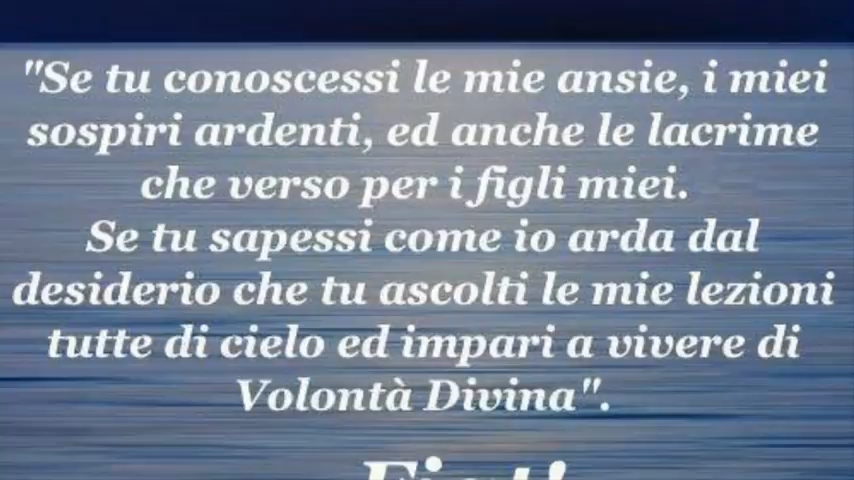 "Se tu conoscessi le mie ansie, i miei
sospiri ardenti, ed anche le lacrime
che verso per i figli miei.
Se tu sapessi come io arda dal
desiderio che tu ascolti le mie lezioni
tutte di cielo ed impari a vivere di
Volontà Divina".
Fiat!